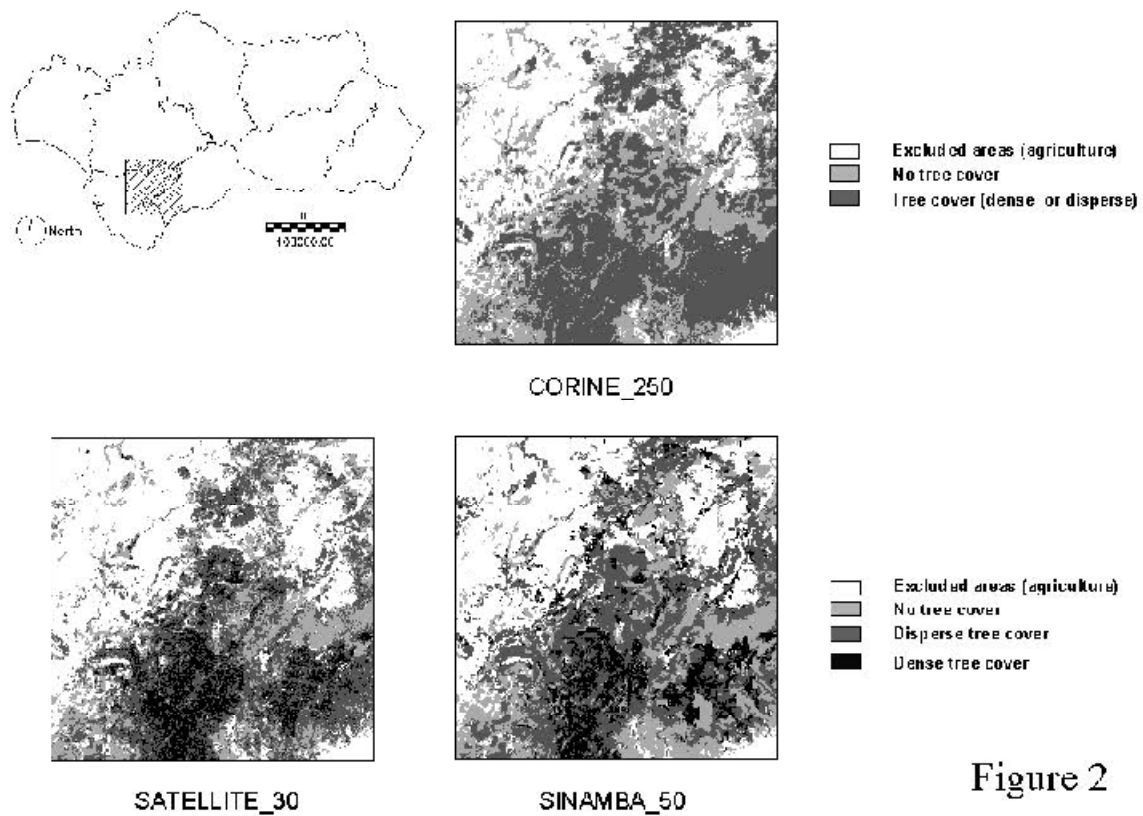 North
Excluded areas (agriculture)
No tree cover
Tree cover (dense or disperse)
CORINE_250
Excluded areas (agriculture)
No tree cover
Disperse tree cover
Dense tree cover
SATELLITE_30
SINAMBA_50
Figure 2